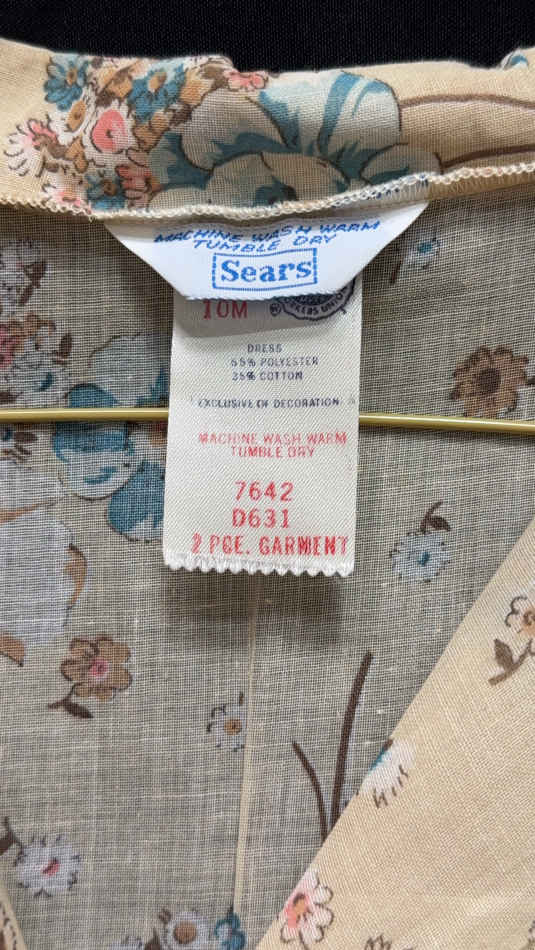 MACHINE WASH WARM
TUMBLE DRY
Sears
10M
UNION
DRESS
65% POLYESTER
35% COTTON
EXCLUSIVE OF DECORATION
MACHINE WASH WARM
TUMBLE DRY
7642
D631
2 PCE. GARMENT